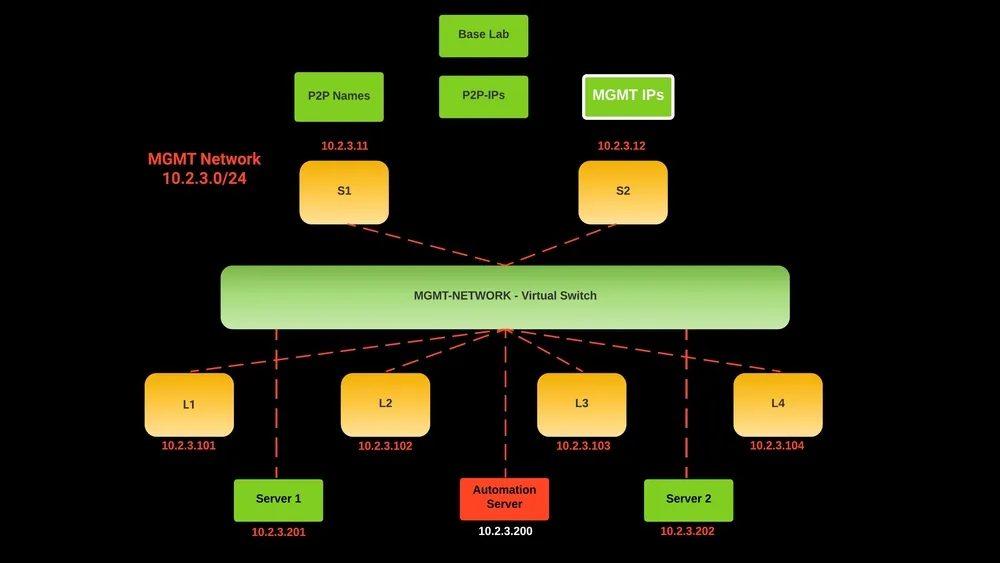 Base Lab
P2P Names
P2P-IPs
MGMT IPs
MGMT Network
10.2.3.0/24
10.2.3.11
10.2.3.12
S1
S2
MGMT-NETWORK - Virtual Switch
L1
L2
L3
L4
10.2.3.101
10.2.3.102
10.2.3.103
10.2.3.104
Server 1
Automation
Server
Server 2
10.2.3.201
10.2.3.200
10.2.3.202